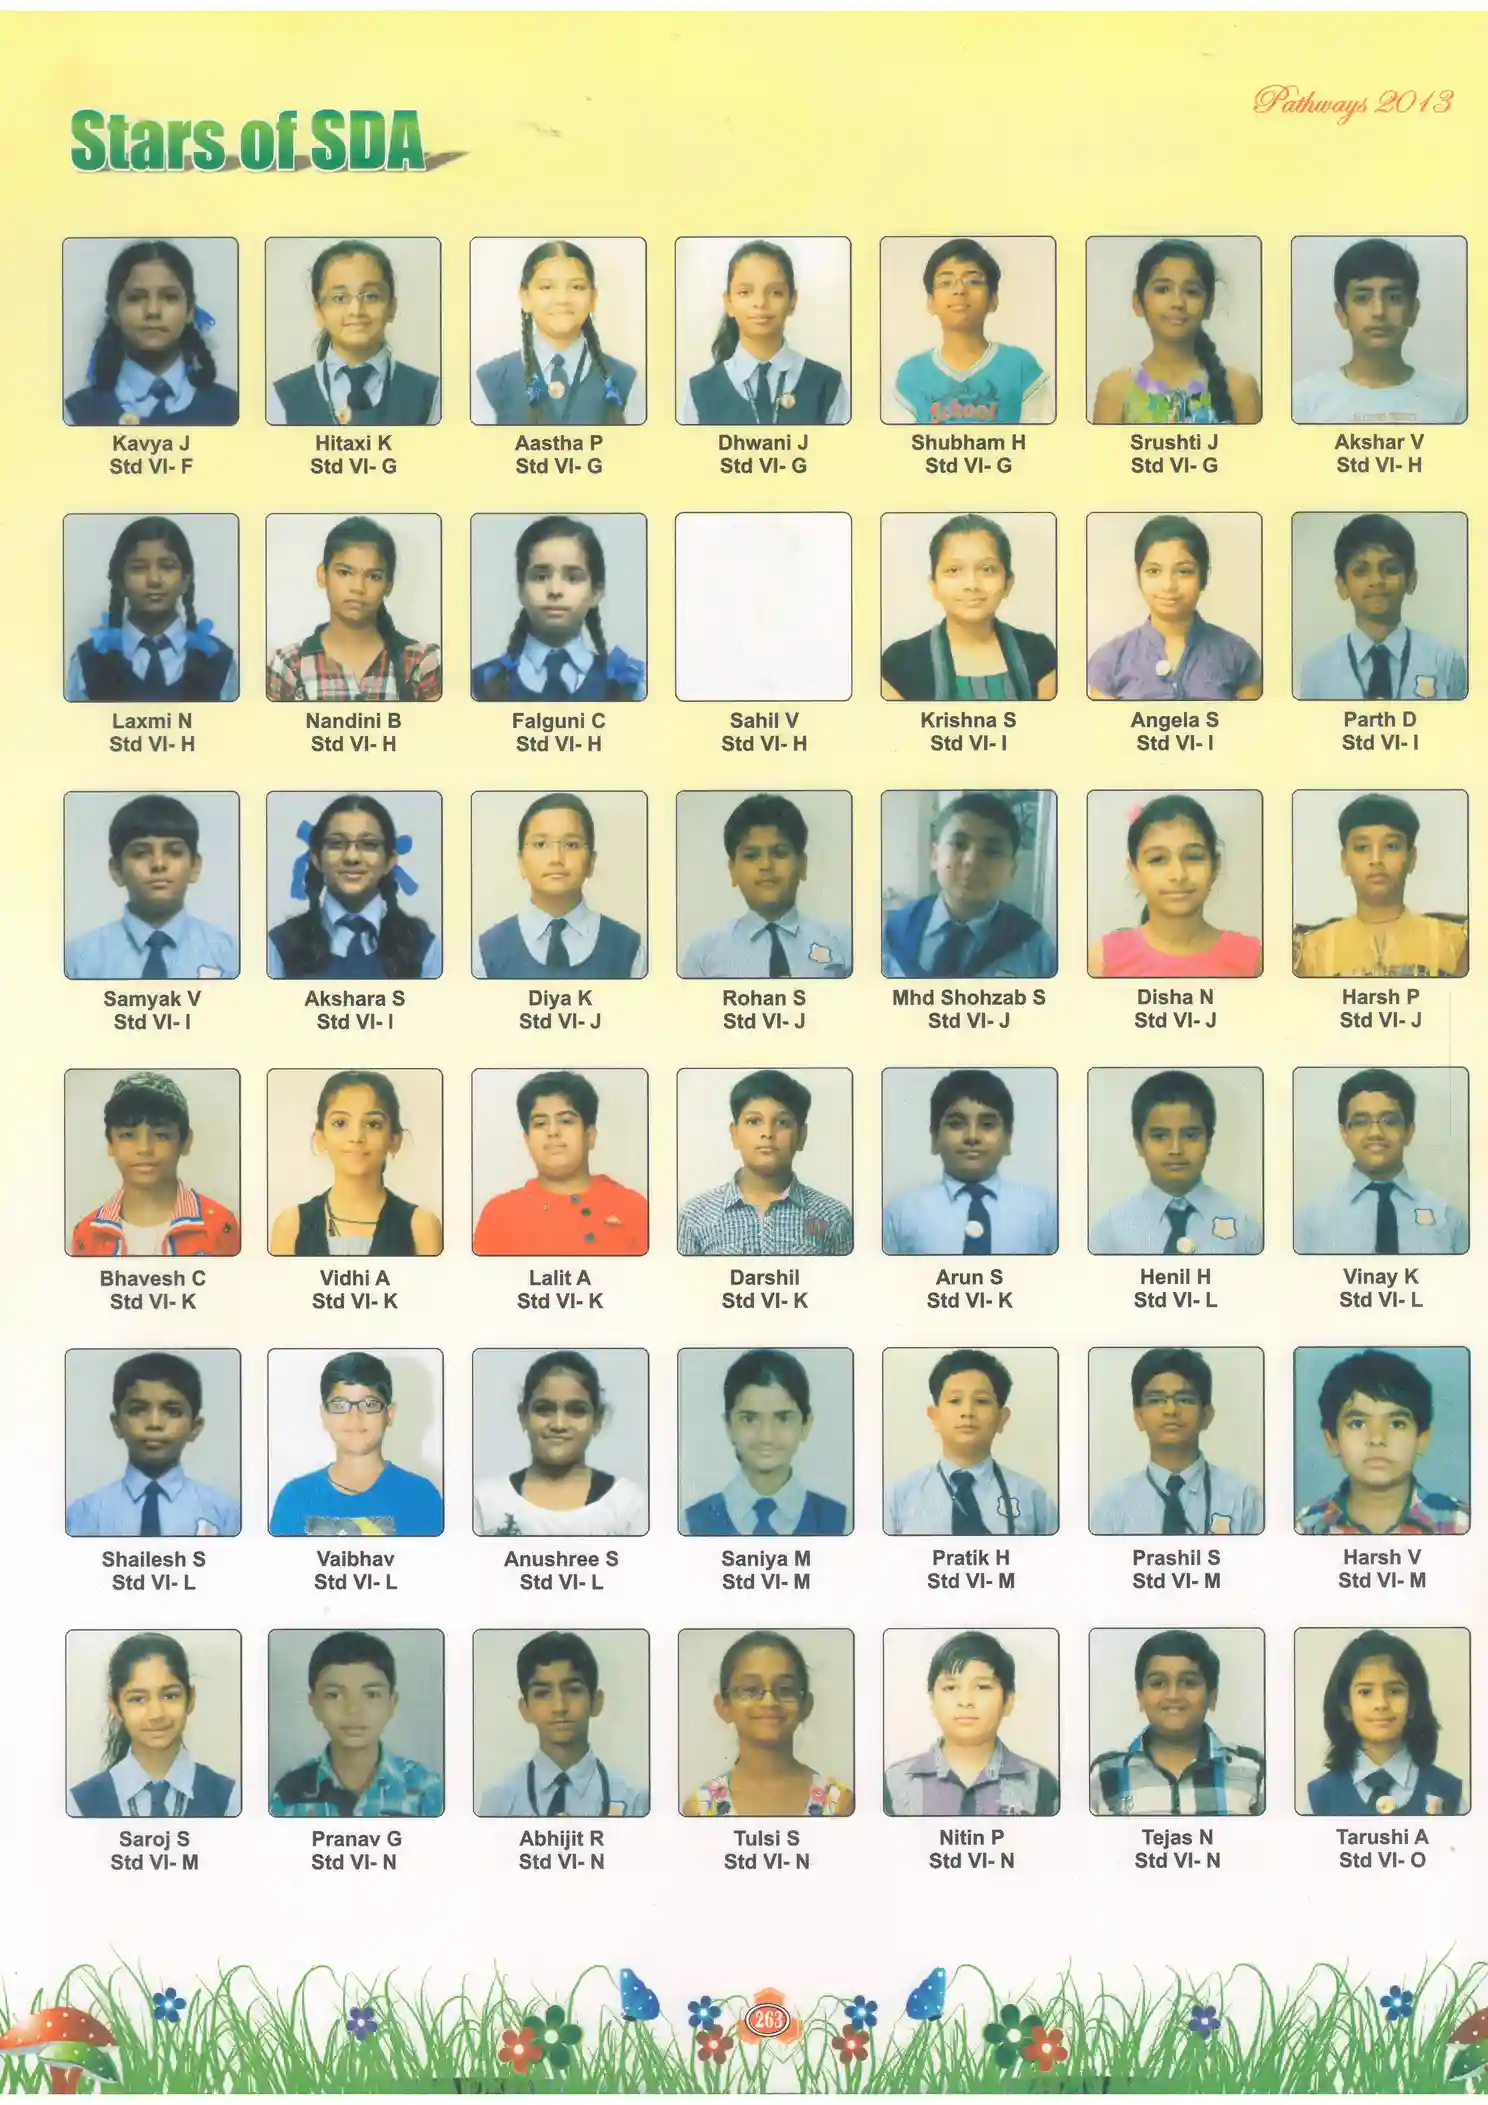 Pathways 2013
Stars of SDA
Kavya J
Std VI- F
Hitaxi K
Std VI- G
Aastha P
Std VI- G
Dhwani J
Std VI- G
Shubham H
Std VI- G
Srushti J
Std VI- G
Akshar V
Std VI- H
School
Laxmi N
Std VI- H
Nandini B
Std VI- H
Falguni C
Std VI- H
Sahil V
Std VI- H
Krishna S
Std VI- I
Angela S
Std VI- I
Parth D
Std VI- I
Samyak V
Std VI- I
Akshara S
Std VI- I
Diya K
Std VI- J
Rohan S
Std VI- J
Mhd Shohzab S
Std VI- J
Disha N
Std VI- J
Harsh P
Std VI- J
Bhavesh C
Std VI- K
Vidhi A
Std VI- K
Lalit A
Std VI- K
Darshil
Std VI- K
Arun S
Std VI- K
Henil H
Std VI- L
Vinay K
Std VI- L
Shailesh S
Std VI- L
Vaibhav
Std VI- L
Anushree S
Std VI- L
Saniya M
Std VI- M
Pratik H
Std VI- M
Prashil S
Std VI- M
Harsh V
Std VI- M
Saroj S
Std VI- M
Pranav G
Std VI- N
Abhijit R
Std VI- N
Tulsi S
Std VI- N
Nitin P
Std VI- N
Tejas N
Std VI- N
Tarushi A
Std VI- O
263